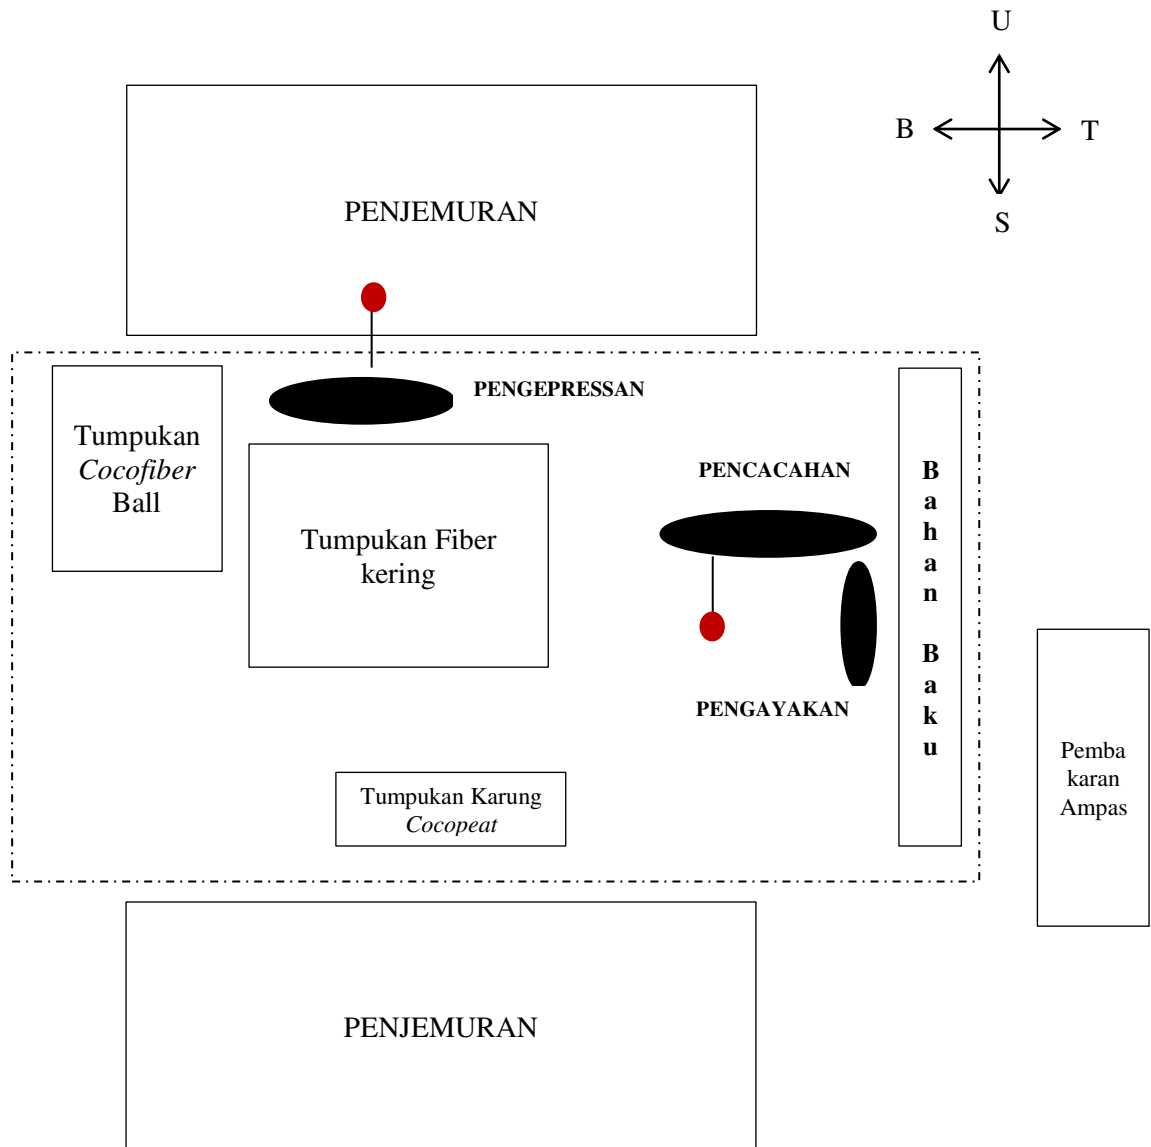 U
B
T
S
PENJEMURAN
PENGEPRESSAN
Tumpukan
Cocofiber
Ball
PENCACAHAN
Tumpukan Fiber
kering
B
a
h
a
n
B
a
k
u
PENGAYAKAN
Pemba
karan
Ampas
Tumpukan Karung
Cocopeat
PENJEMURAN